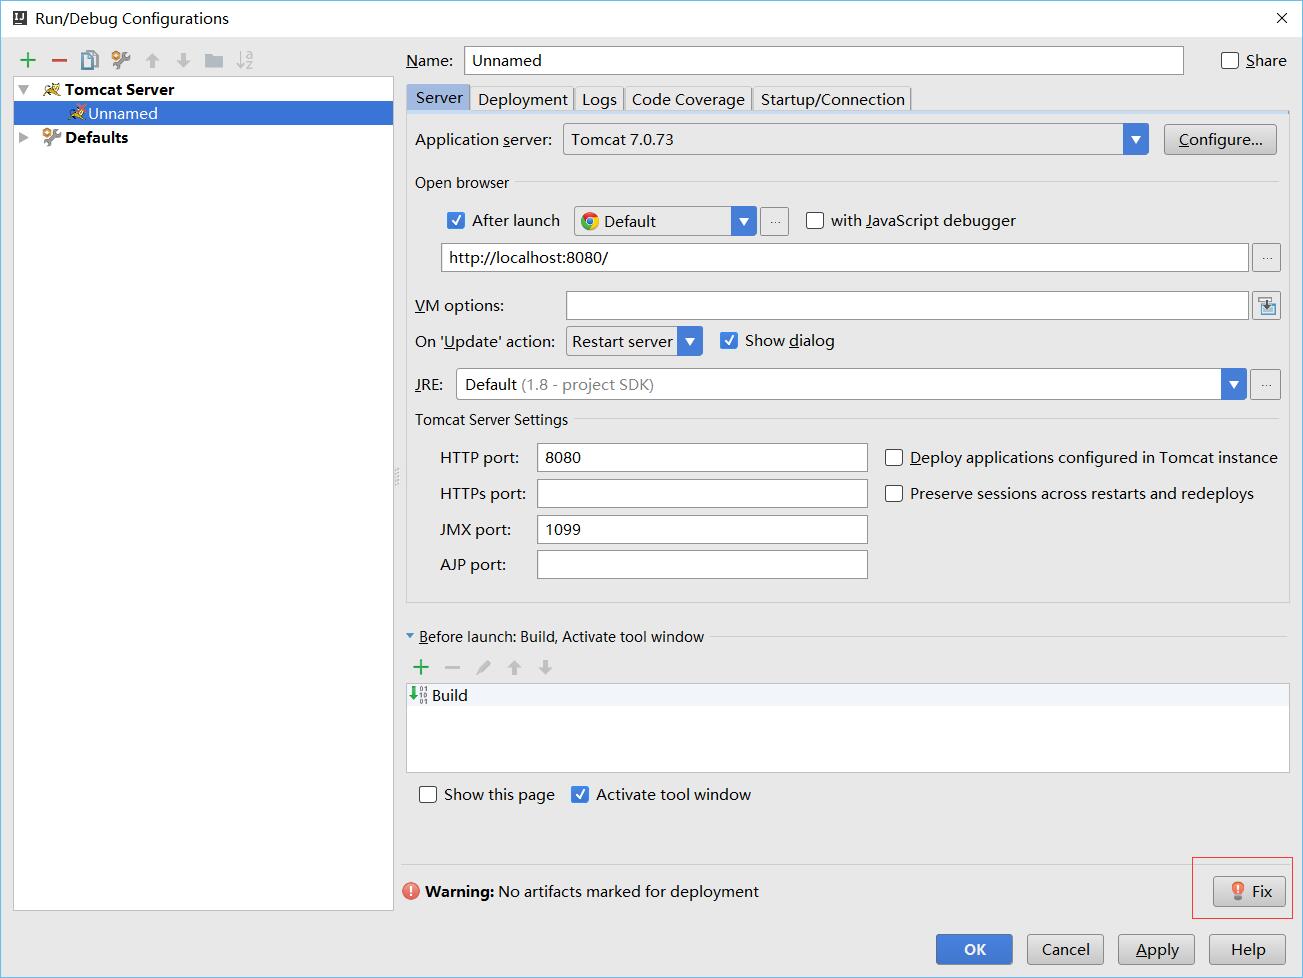 Run/Debug Configurations
Name: Unnamed Share
Tomcat Server
Unnamed
Defaults
Server Deployment Logs Code Coverage Startup/Connection
Application server: Tomcat 7.0.73 Configure...
Open browser
After launch Default ... with JavaScript debugger
http://localhost:8080/ ...
VM options:
On 'Update' action: Restart server Show dialog
JRE: Default (1.8 - project SDK) ...
Tomcat Server Settings
HTTP port: 8080 Deploy applications configured in Tomcat instance
HTTPs port: Preserve sessions across restarts and redeploys
JMX port: 1099
AJP port:
Before launch: Build, Activate tool window
Build
Show this page Activate tool window
Warning: No artifacts marked for deployment Fix
OK Cancel Apply Help